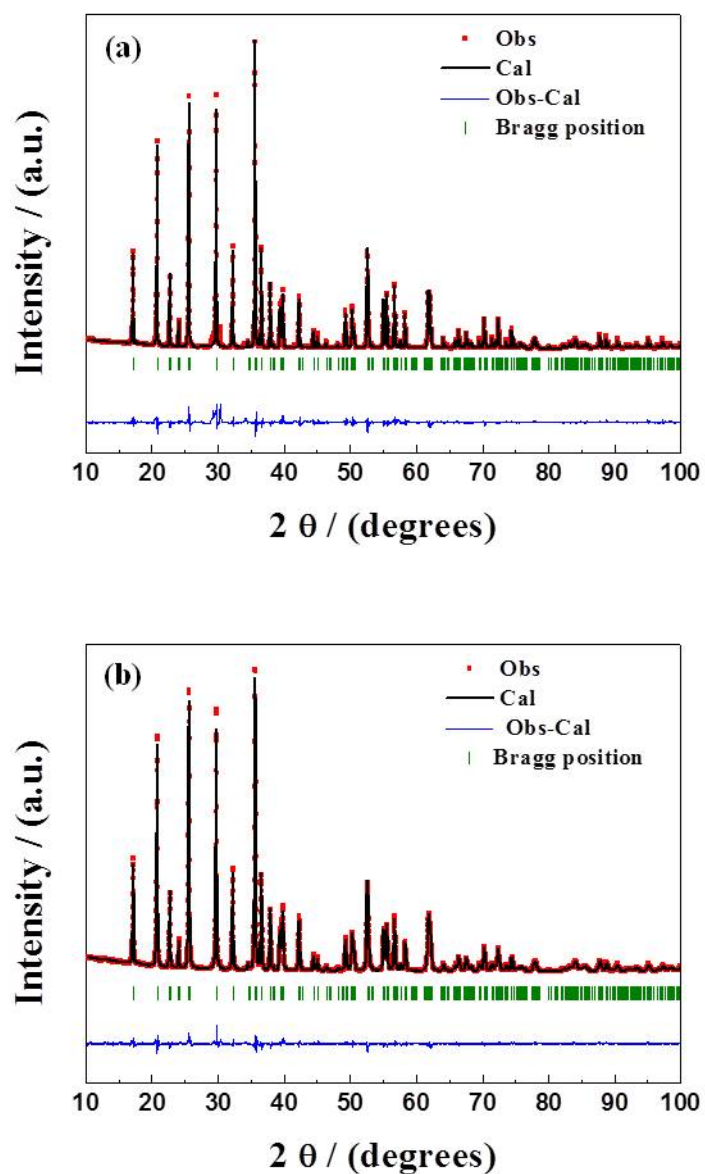 (a)
Obs
Cal
Obs-Cal
Bragg position
Intensity / (a.u.)
10 20 30 40 50 60 70 80 90 100
2 θ / (degrees)
(b)
Obs
Cal
Obs-Cal
Bragg position
Intensity / (a.u.)
10 20 30 40 50 60 70 80 90 100
2 θ / (degrees)